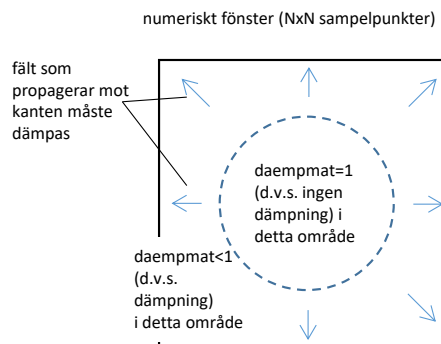 numeriskt fönster (NxN sampelpunkter)
fält som
propagerar mot
kanten måste
dämpas
daempmat=1
(d.v.s. ingen
dämpning) i
detta område
daempmat<1
(d.v.s.
dämpning)
i detta område